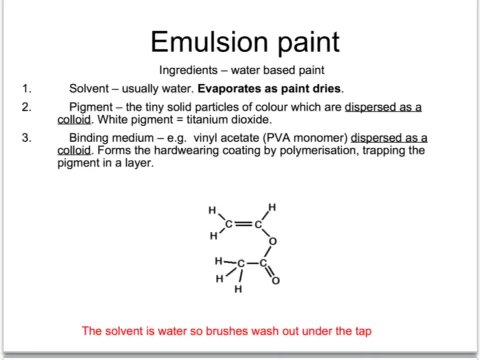 Emulsion paint
Ingredients – water based paint
1. Solvent – usually water. Evaporates as paint dries.
2. Pigment – the tiny solid particles of colour which are dispersed as a
colloid. White pigment = titanium dioxide.
3. Binding medium – e.g.  vinyl acetate (PVA monomer) dispersed as a
colloid. Forms the hardwearing coating by polymerisation, trapping the
pigment in a layer.
H H
C C
H
O
H C C
H
H O
The solvent is water so brushes wash out under the tap